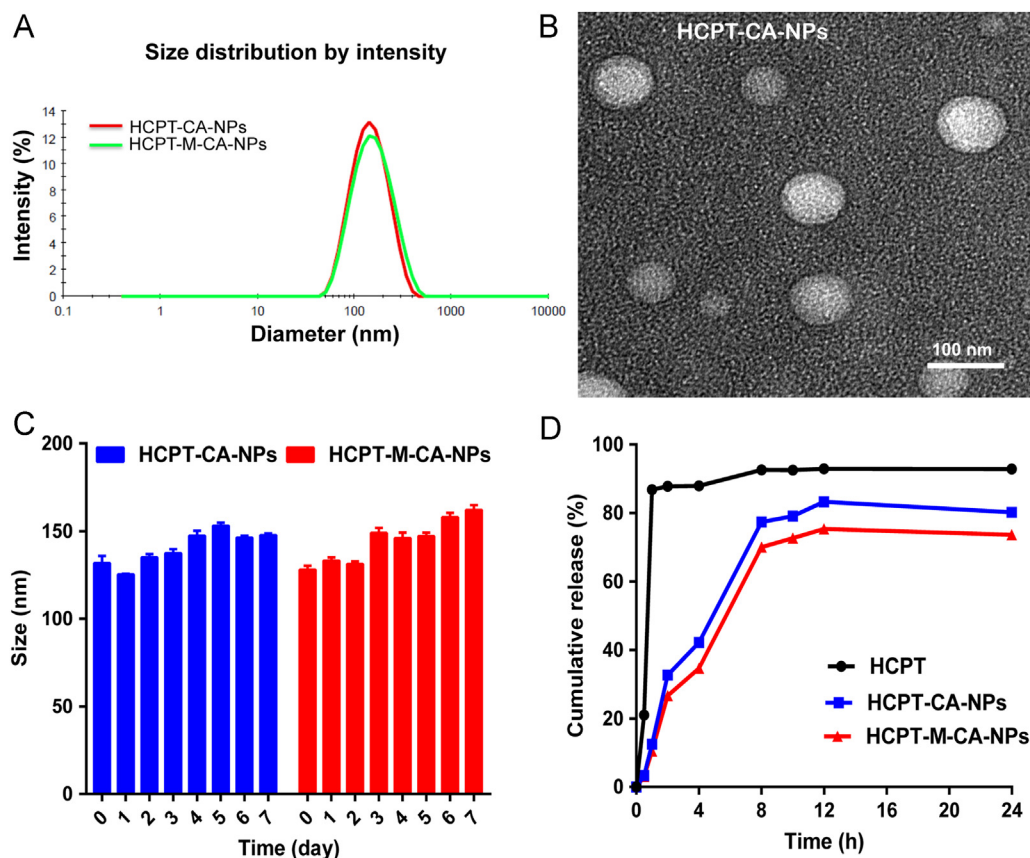 A
Size distribution by intensity
14
12
10
8
6
4
2
0
HCPT-CA-NPs
HCPT-M-CA-NPs
Intensity (%)
0.1
1
10
100
1000
10000
Diameter (nm)
B
HCPT-CA-NPs
100 nm
C
200
150
100
50
0
HCPT-CA-NPs
HCPT-M-CA-NPs
Size (nm)
0 1 2 3 4 5 6 7
0 1 2 3 4 5 6 7
Time (day)
D
100
80
60
40
20
0
Cumulative release (%)
HCPT
HCPT-CA-NPs
HCPT-M-CA-NPs
0 4 8 12 16 20 24
Time (h)